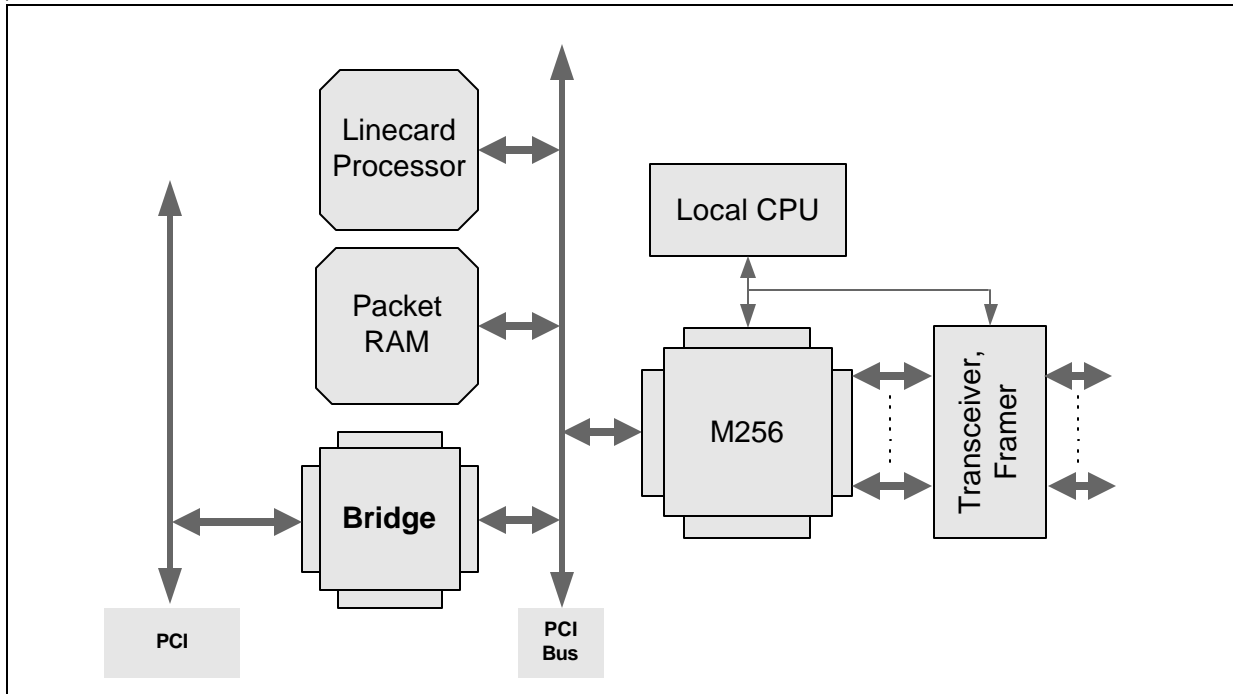 Linecard
Processor
Local CPU
Packet
RAM
M256
Transceiver,
Framer
Bridge
PCI
PCI
Bus